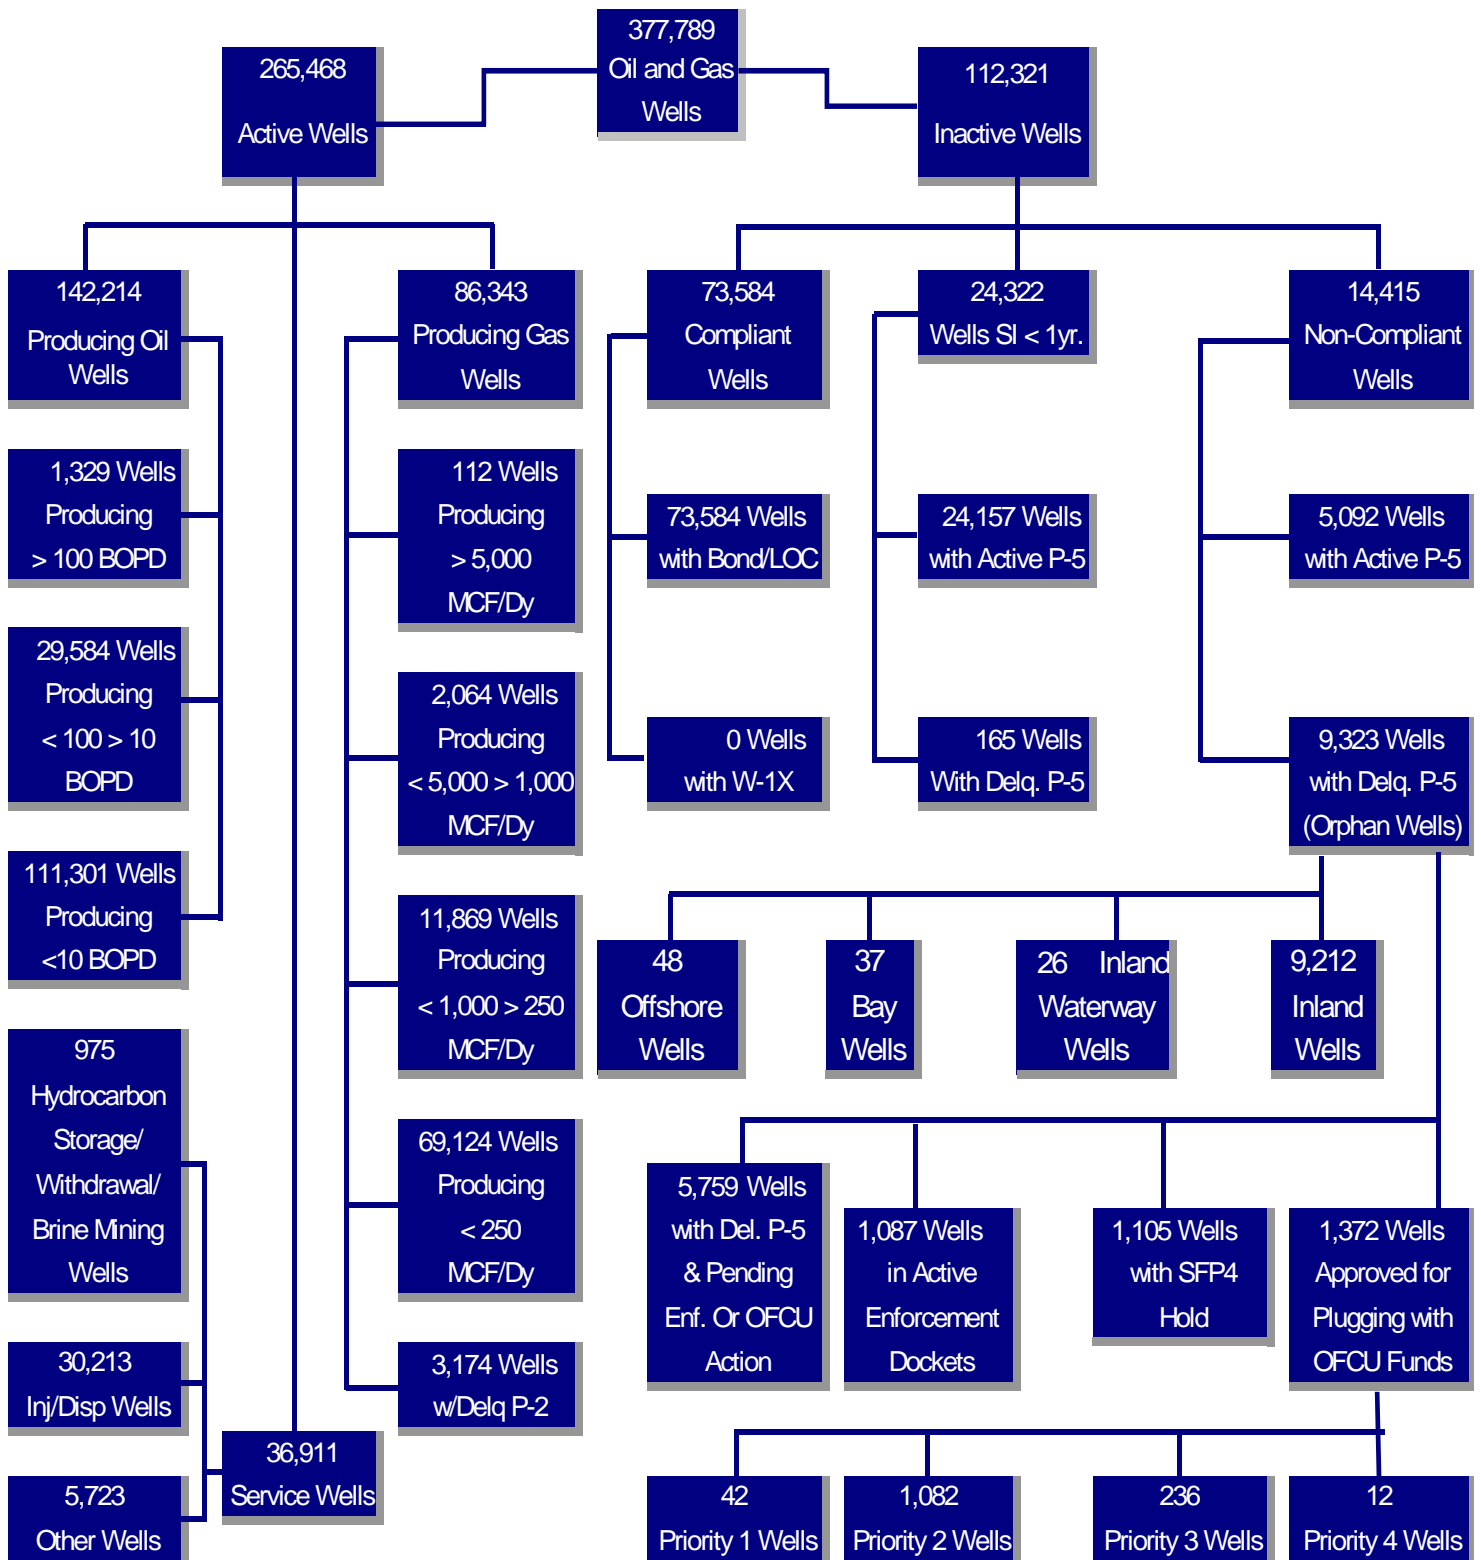 377,789
Oil and Gas
Wells
265,468
Active Wells
112,321
Inactive Wells
142,214
Producing Oil
Wells
86,343
Producing Gas
Wells
73,584
Compliant
Wells
24,322
Wells SI < 1yr.
14,415
Non-Compliant
Wells
1,329 Wells
Producing
> 100 BOPD
112 Wells
Producing
> 5,000
MCF/Dy
73,584 Wells
with Bond/LOC
24,157 Wells
with Active P-5
5,092 Wells
with Active P-5
29,584 Wells
Producing
< 100 > 10
BOPD
2,064 Wells
Producing
< 5,000 > 1,000
MCF/Dy
0 Wells
with W-1X
165 Wells
With Delq. P-5
9,323 Wells
with Delq. P-5
(Orphan Wells)
111,301 Wells
Producing
<10 BOPD
11,869 Wells
Producing
< 1,000 > 250
MCF/Dy
48
Offshore
Wells
37
Bay
Wells
26 Inland
Waterway
Wells
9,212
Inland
Wells
975
Hydrocarbon
Storage/
Withdrawal/
Brine Mining
Wells
69,124 Wells
Producing
< 250
MCF/Dy
5,759 Wells
with Del. P-5
& Pending
Enf. Or OFCU
Action
1,087 Wells
in Active
Enforcement
Dockets
1,105 Wells
with SFP4
Hold
1,372 Wells
Approved for
Plugging with
OFCU Funds
30,213
Inj/Disp Wells
3,174 Wells
w/Delq P-2
36,911
Service Wells
5,723
Other Wells
42
Priority 1 Wells
1,082
Priority 2 Wells
236
Priority 3 Wells
12
Priority 4 Wells